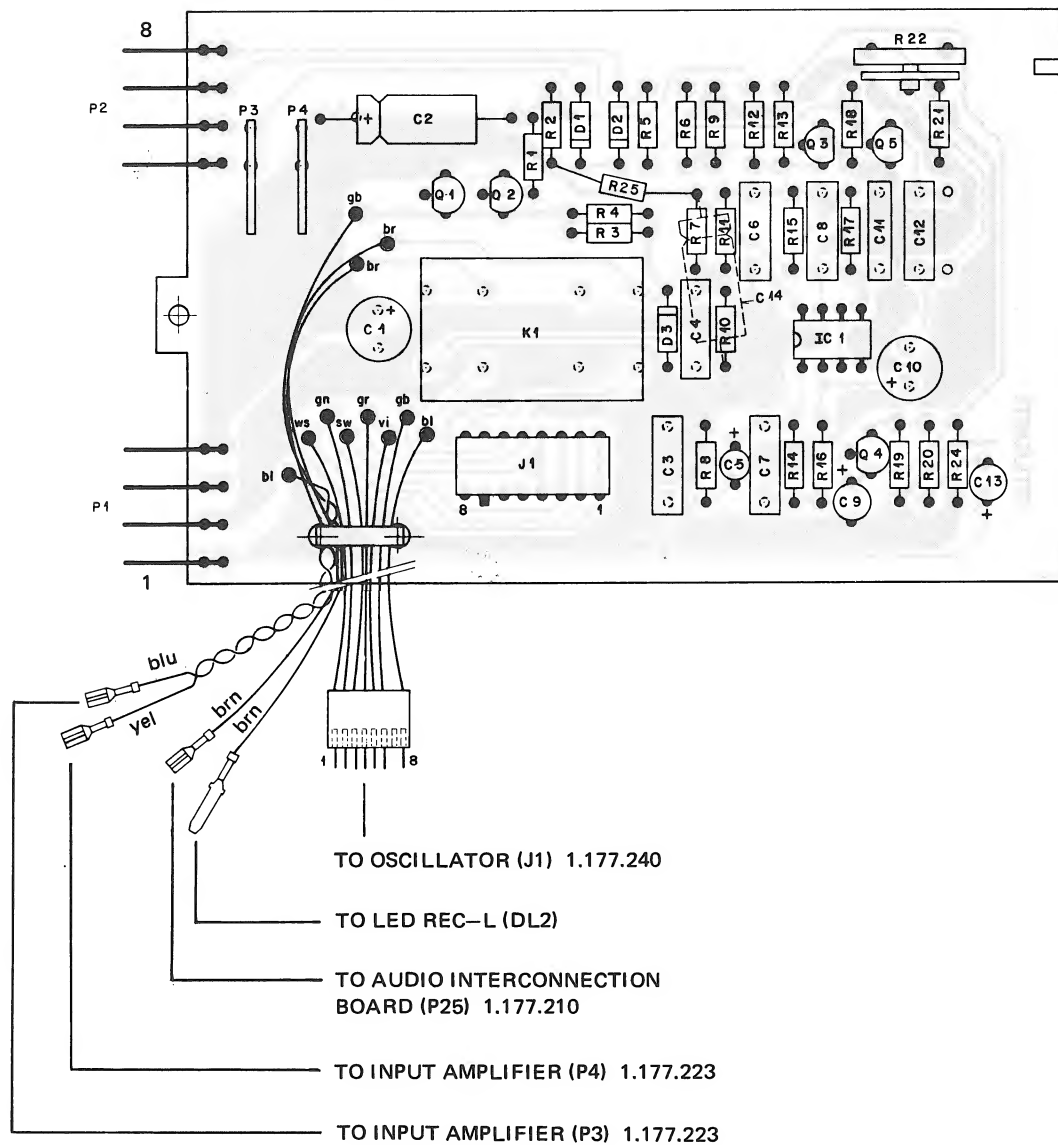 8
P2
P3
P4
+
C2
R2
D1
D2
R5
R6
R9
R12
R13
R18
R22
R21
R1
Q1
Q2
R25
R4
R3
Q3
Q5
R7
R11
C6
R15
C8
R17
C11
C12
gb
br
br
C1
+
K1
D3
C4
R10
C14
IC1
C10
+
ws
gn
sw
gr
vi
gb
bl
bl
J1
8
1
C3
R8
+
C5
C7
R14
R16
+
C9
Q4
R19
R20
R24
C13
+
P1
1
blu
yel
brn
brn
1
8
TO OSCILLATOR (J1) 1.177.240
TO LED REC–L (DL2)
TO AUDIO INTERCONNECTION
BOARD (P25) 1.177.210
TO INPUT AMPLIFIER (P4) 1.177.223
TO INPUT AMPLIFIER (P3) 1.177.223